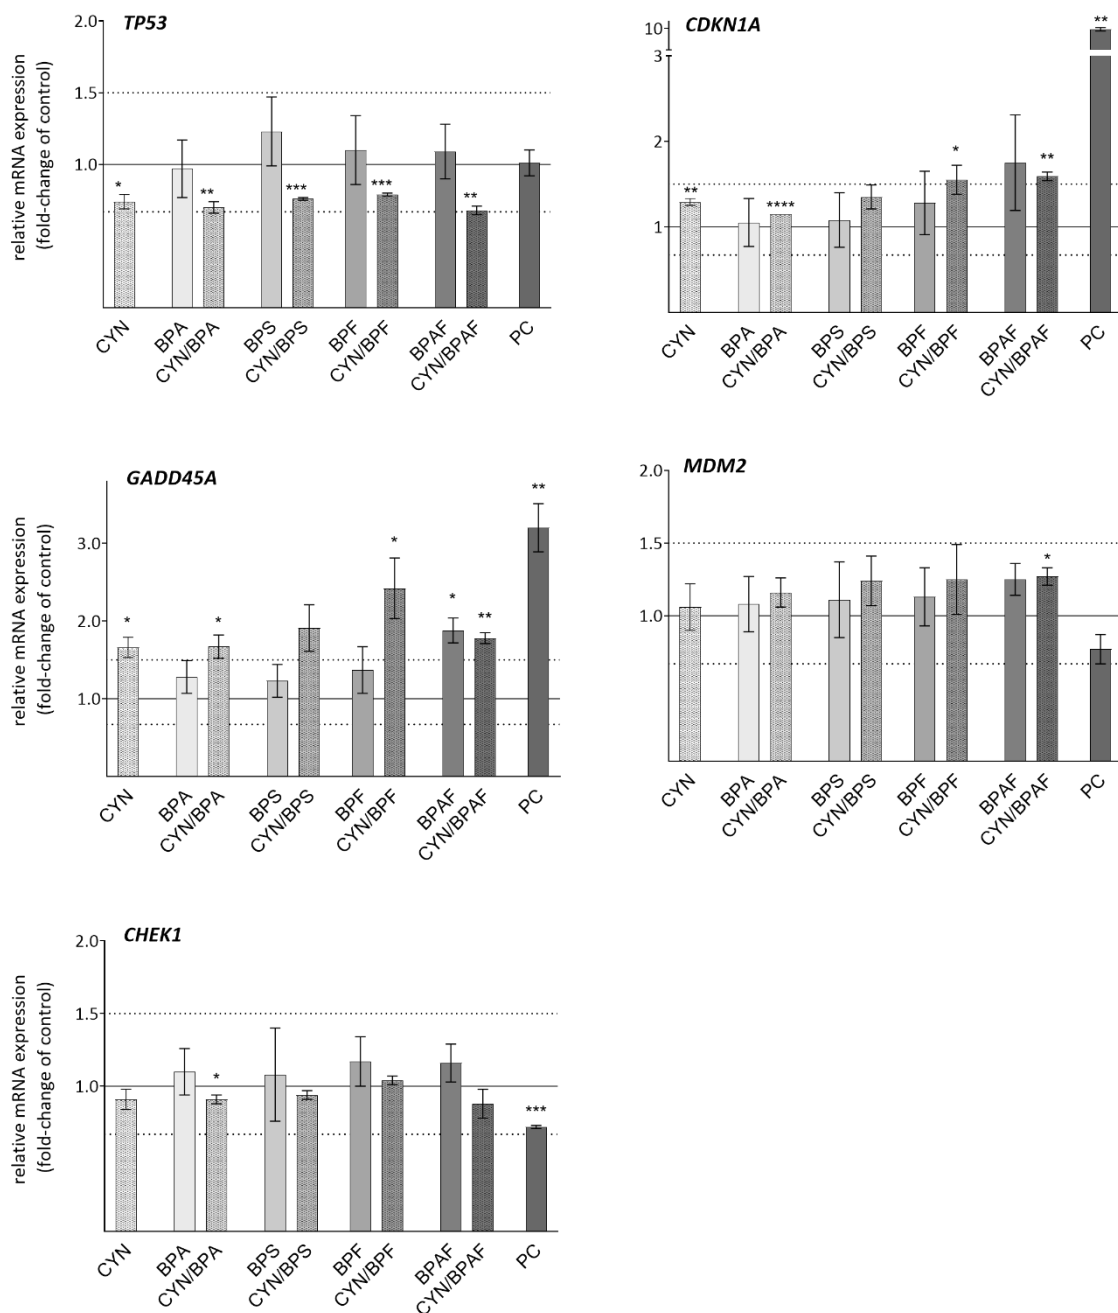 TP53
relative mRNA expression
(fold-change of control)
2.0
1.5
1.0
*
**
***
***
**
CYN
BPA
CYN/BPA
BPS
CYN/BPS
BPF
CYN/BPF
BPAF
CYN/BPAF
PC
CDKN1A
10
3
2
1
**
****
*
**
**
CYN
BPA
CYN/BPA
BPS
CYN/BPS
BPF
CYN/BPF
BPAF
CYN/BPAF
PC
GADD45A
relative mRNA expression
(fold-change of control)
3.0
2.0
1.0
*
*
*
*
**
**
CYN
BPA
CYN/BPA
BPS
CYN/BPS
BPF
CYN/BPF
BPAF
CYN/BPAF
PC
MDM2
2.0
1.5
1.0
*
CYN
BPA
CYN/BPA
BPS
CYN/BPS
BPF
CYN/BPF
BPAF
CYN/BPAF
PC
CHEK1
relative mRNA expression
(fold-change of control)
2.0
1.5
1.0
*
***
CYN
BPA
CYN/BPA
BPS
CYN/BPS
BPF
CYN/BPF
BPAF
CYN/BPAF
PC